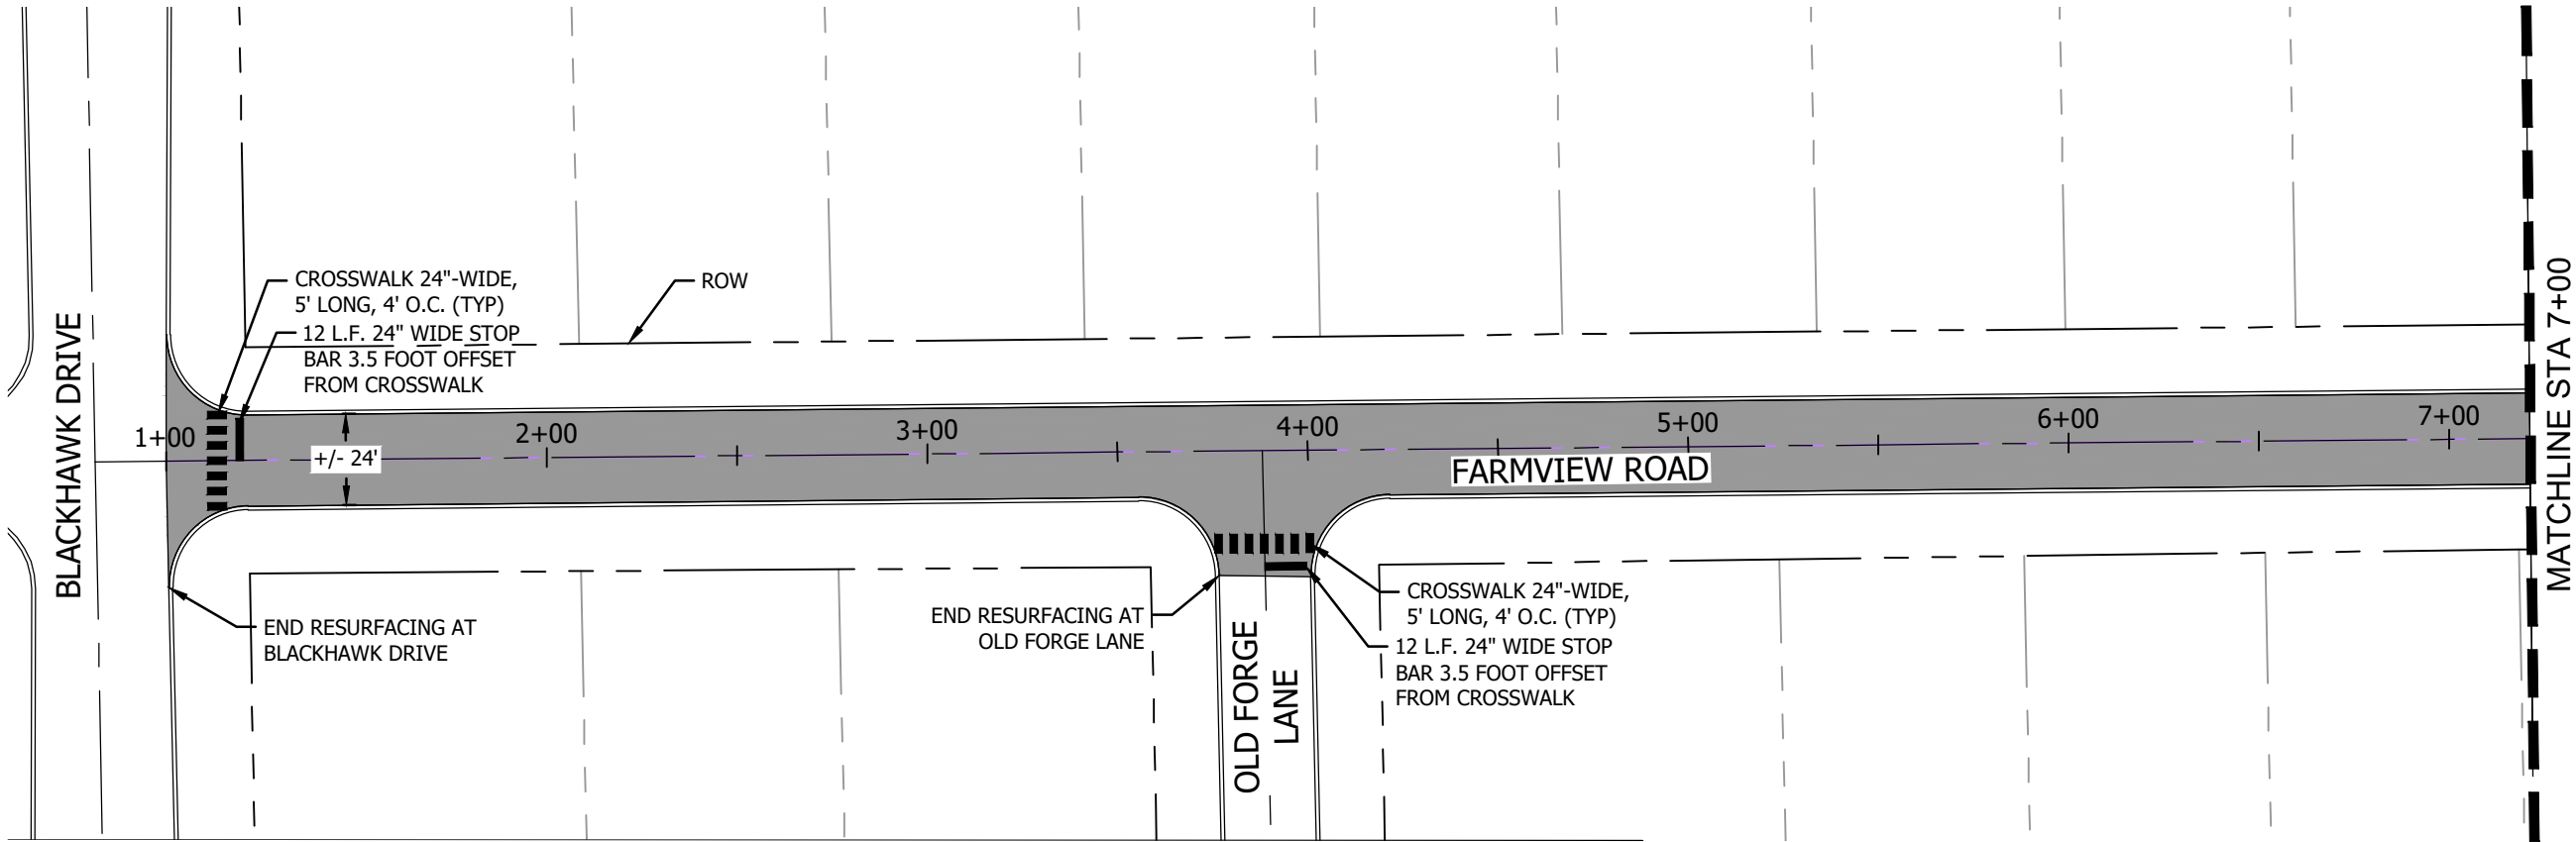 CROSSWALK 24"-WIDE,
5' LONG, 4' O.C. (TYP)
12 L.F. 24" WIDE STOP
BAR 3.5 FOOT OFFSET
FROM CROSSWALK
ROW
BLACKHAWK DRIVE
1+00
2+00
3+00
4+00
5+00
6+00
7+00
+/- 24'
FARMVIEW ROAD
MATCHLINE STA 7+00
END RESURFACING AT
BLACKHAWK DRIVE
END RESURFACING AT
OLD FORGE LANE
OLD FORGE
LANE
CROSSWALK 24"-WIDE,
5' LONG, 4' O.C. (TYP)
12 L.F. 24" WIDE STOP
BAR 3.5 FOOT OFFSET
FROM CROSSWALK